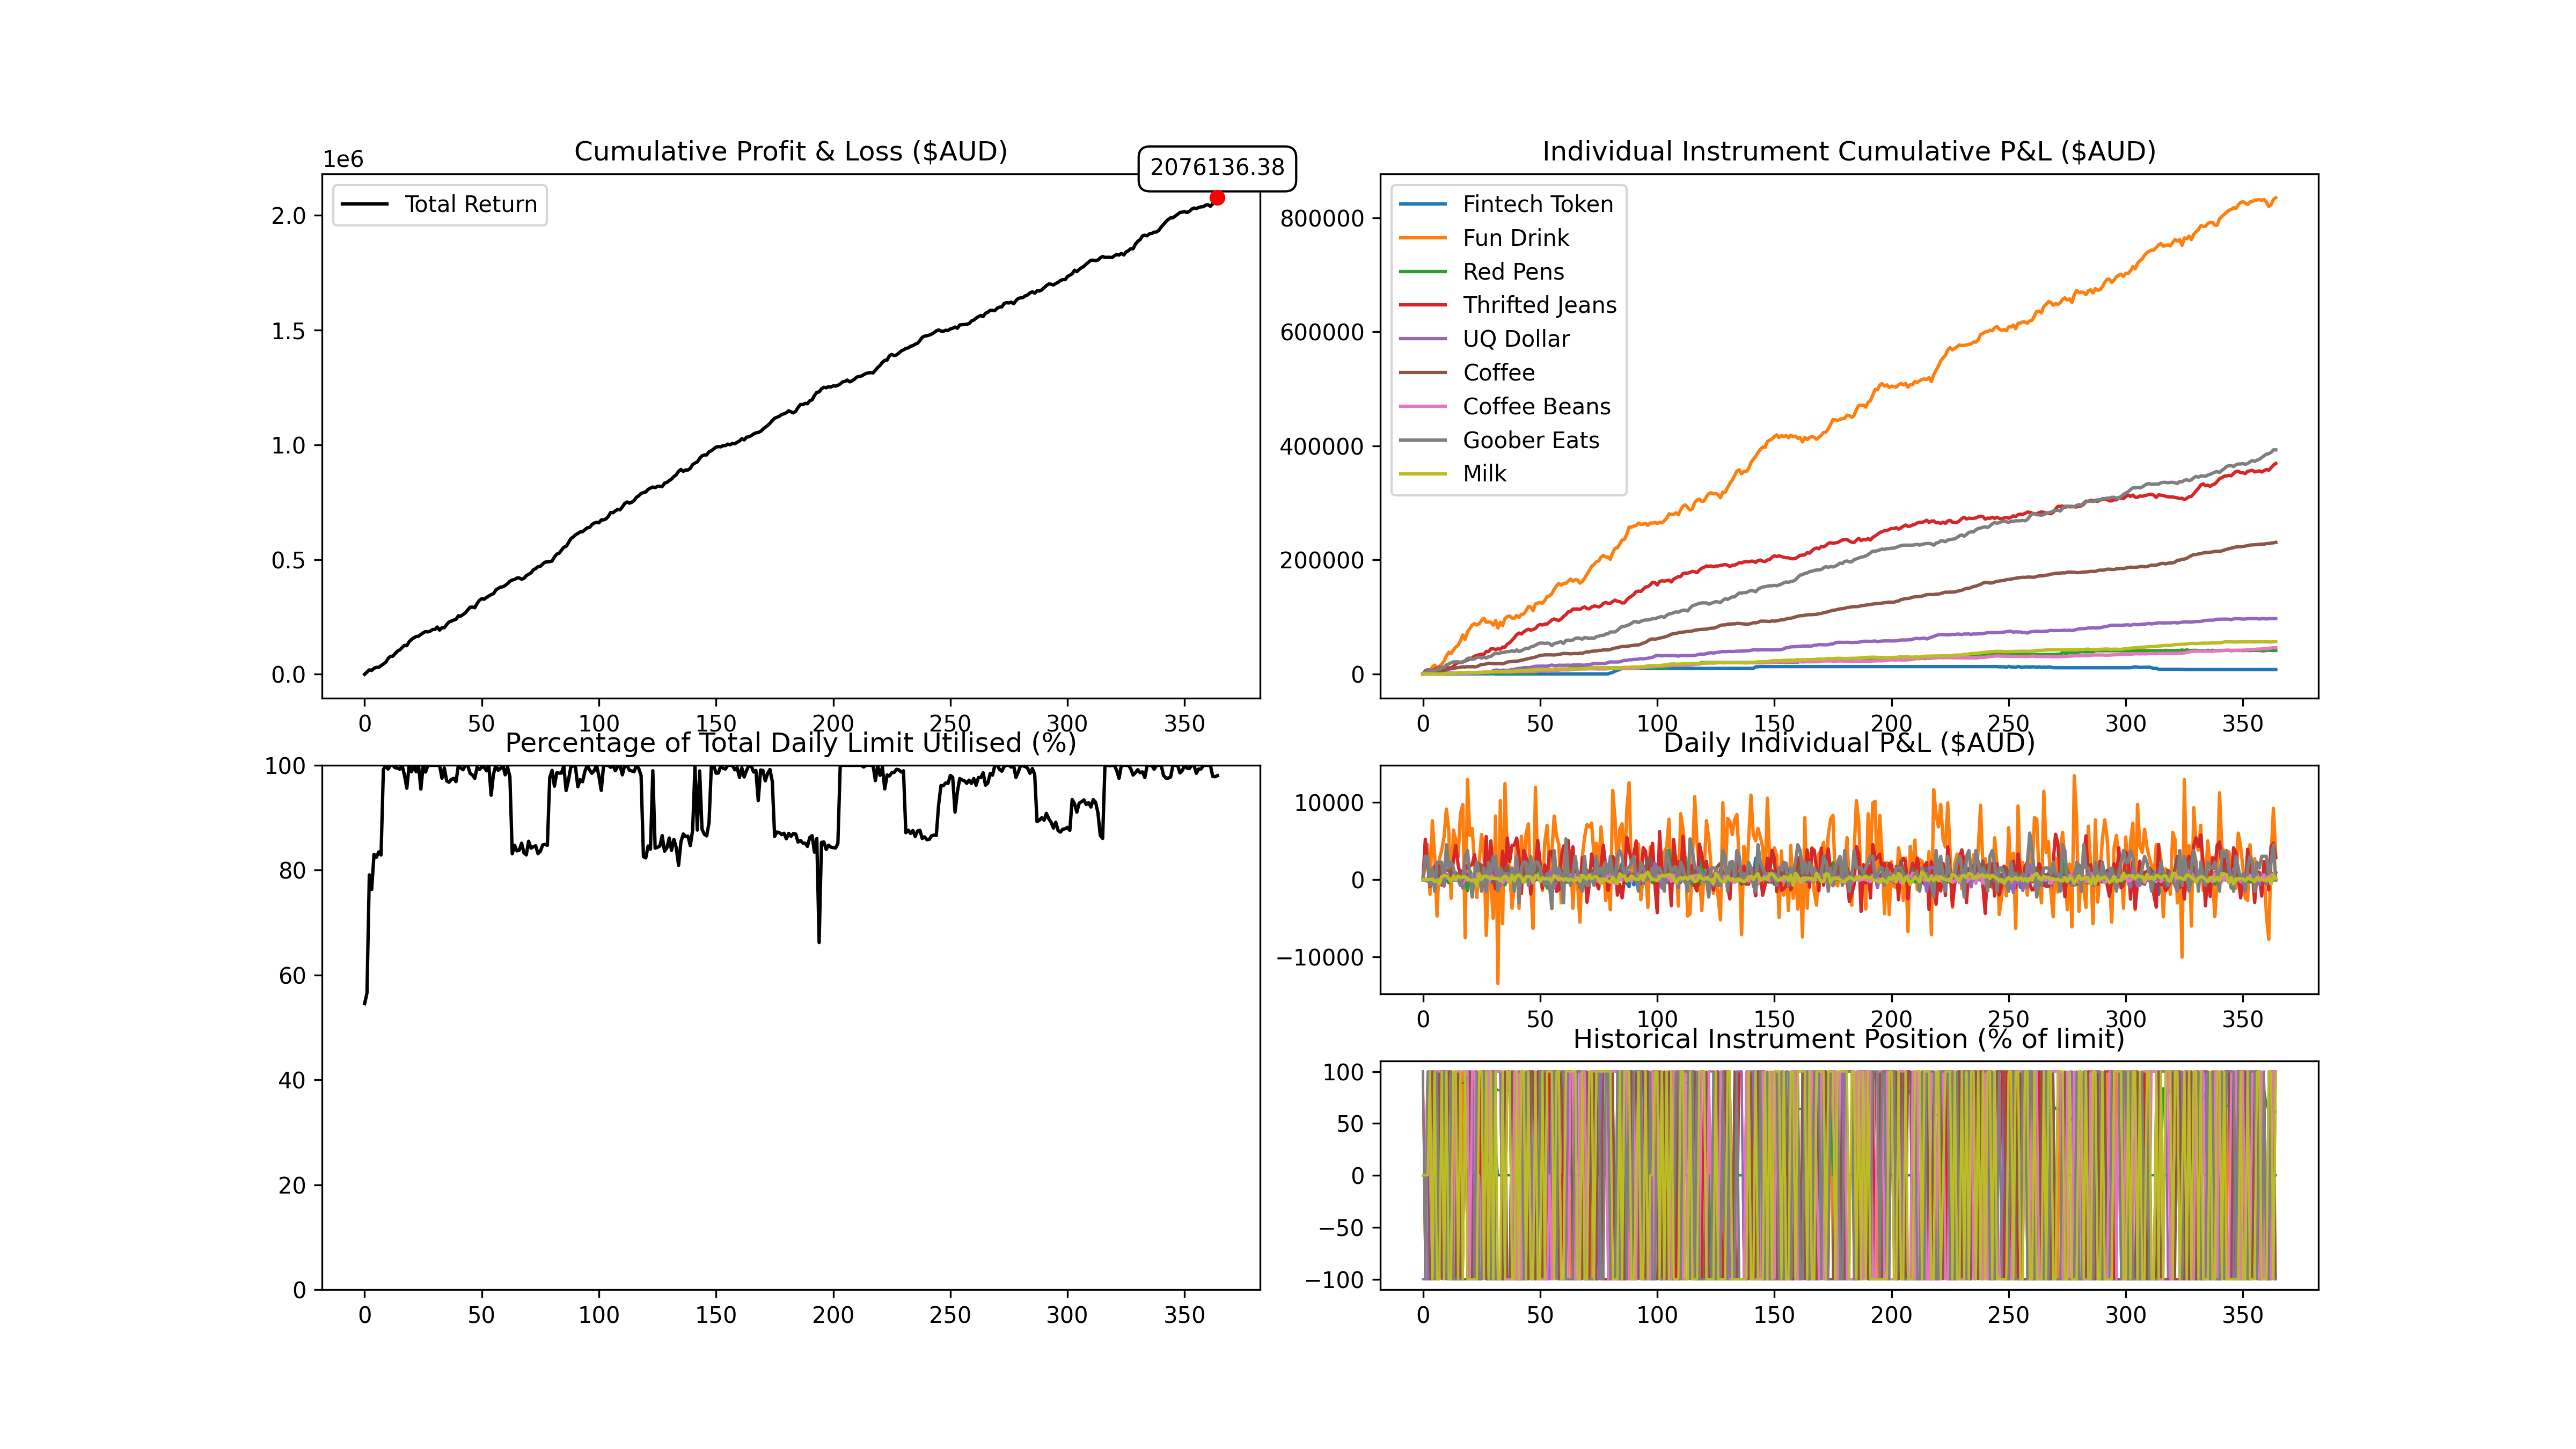 Cumulative Profit & Loss ($AUD)
1e6
2076136.38
Total Return
2.0
1.5
1.0
0.5
0.0
0 50 100 150 200 250 300 350
Individual Instrument Cumulative P&L ($AUD)
Fintech Token
Fun Drink
Red Pens
Thrifted Jeans
UQ Dollar
Coffee
Coffee Beans
Goober Eats
Milk
800000
600000
400000
200000
0
0 50 100 150 200 250 300 350
Percentage of Total Daily Limit Utilised (%)
100
80
60
40
20
0
0 50 100 150 200 250 300 350
Daily Individual P&L ($AUD)
10000
0
−10000
0 50 100 150 200 250 300 350
Historical Instrument Position (% of limit)
100
50
0
−50
−100
0 50 100 150 200 250 300 350